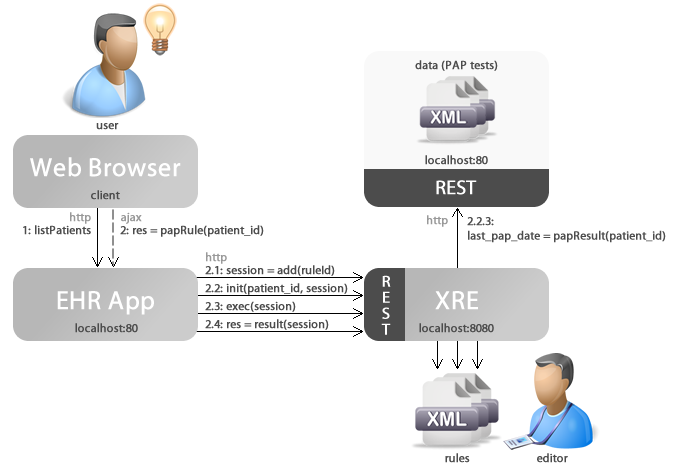 user
Web Browser
client
http
ajax
1: listPatients
2: res = papRule(patient_id)
EHR App
localhost:80
http
2.1: session = add(ruleId)
2.2: init(patient_id, session)
2.3: exec(session)
2.4: res = result(session)
data (PAP tests)
XML
localhost:80
REST
http
2.2.3:
last_pap_date = papResult(patient_id)
REST
XRE
localhost:8080
XML
rules
editor